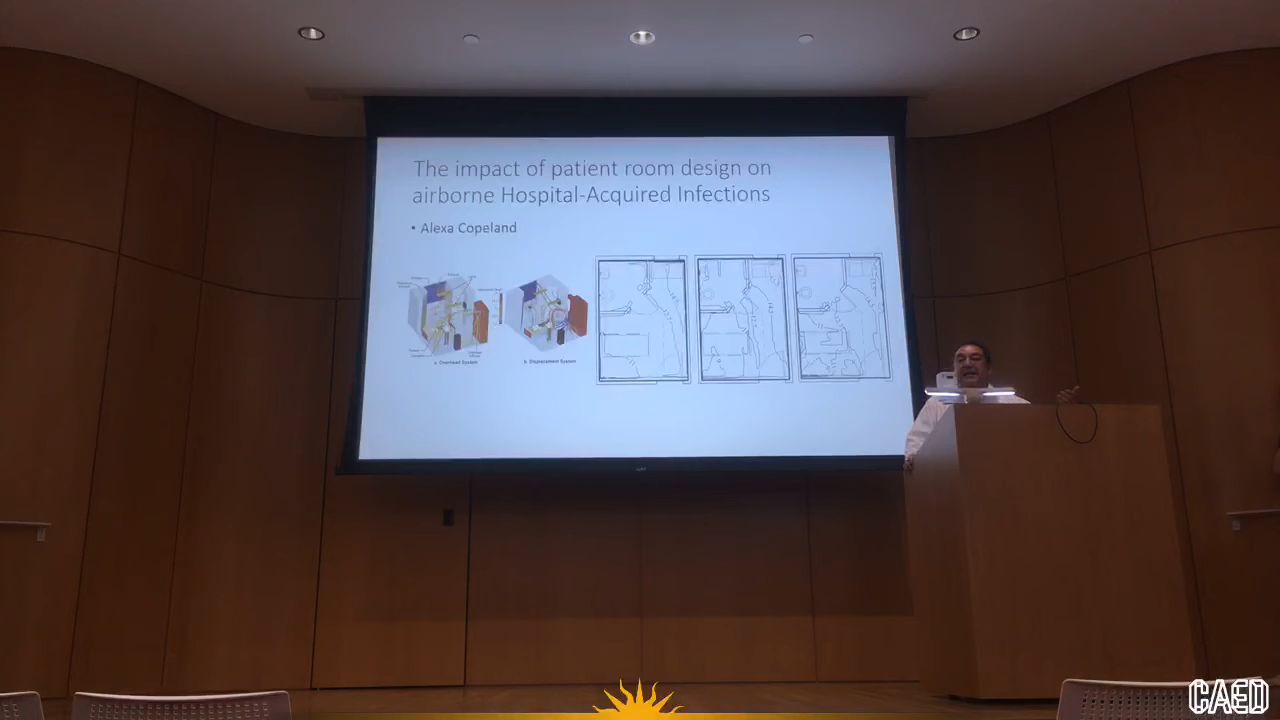 The impact of patient room design on
airborne Hospital-Acquired Infections
• Alexa Copeland
a. Overhead System
b. Displacement System
CAED